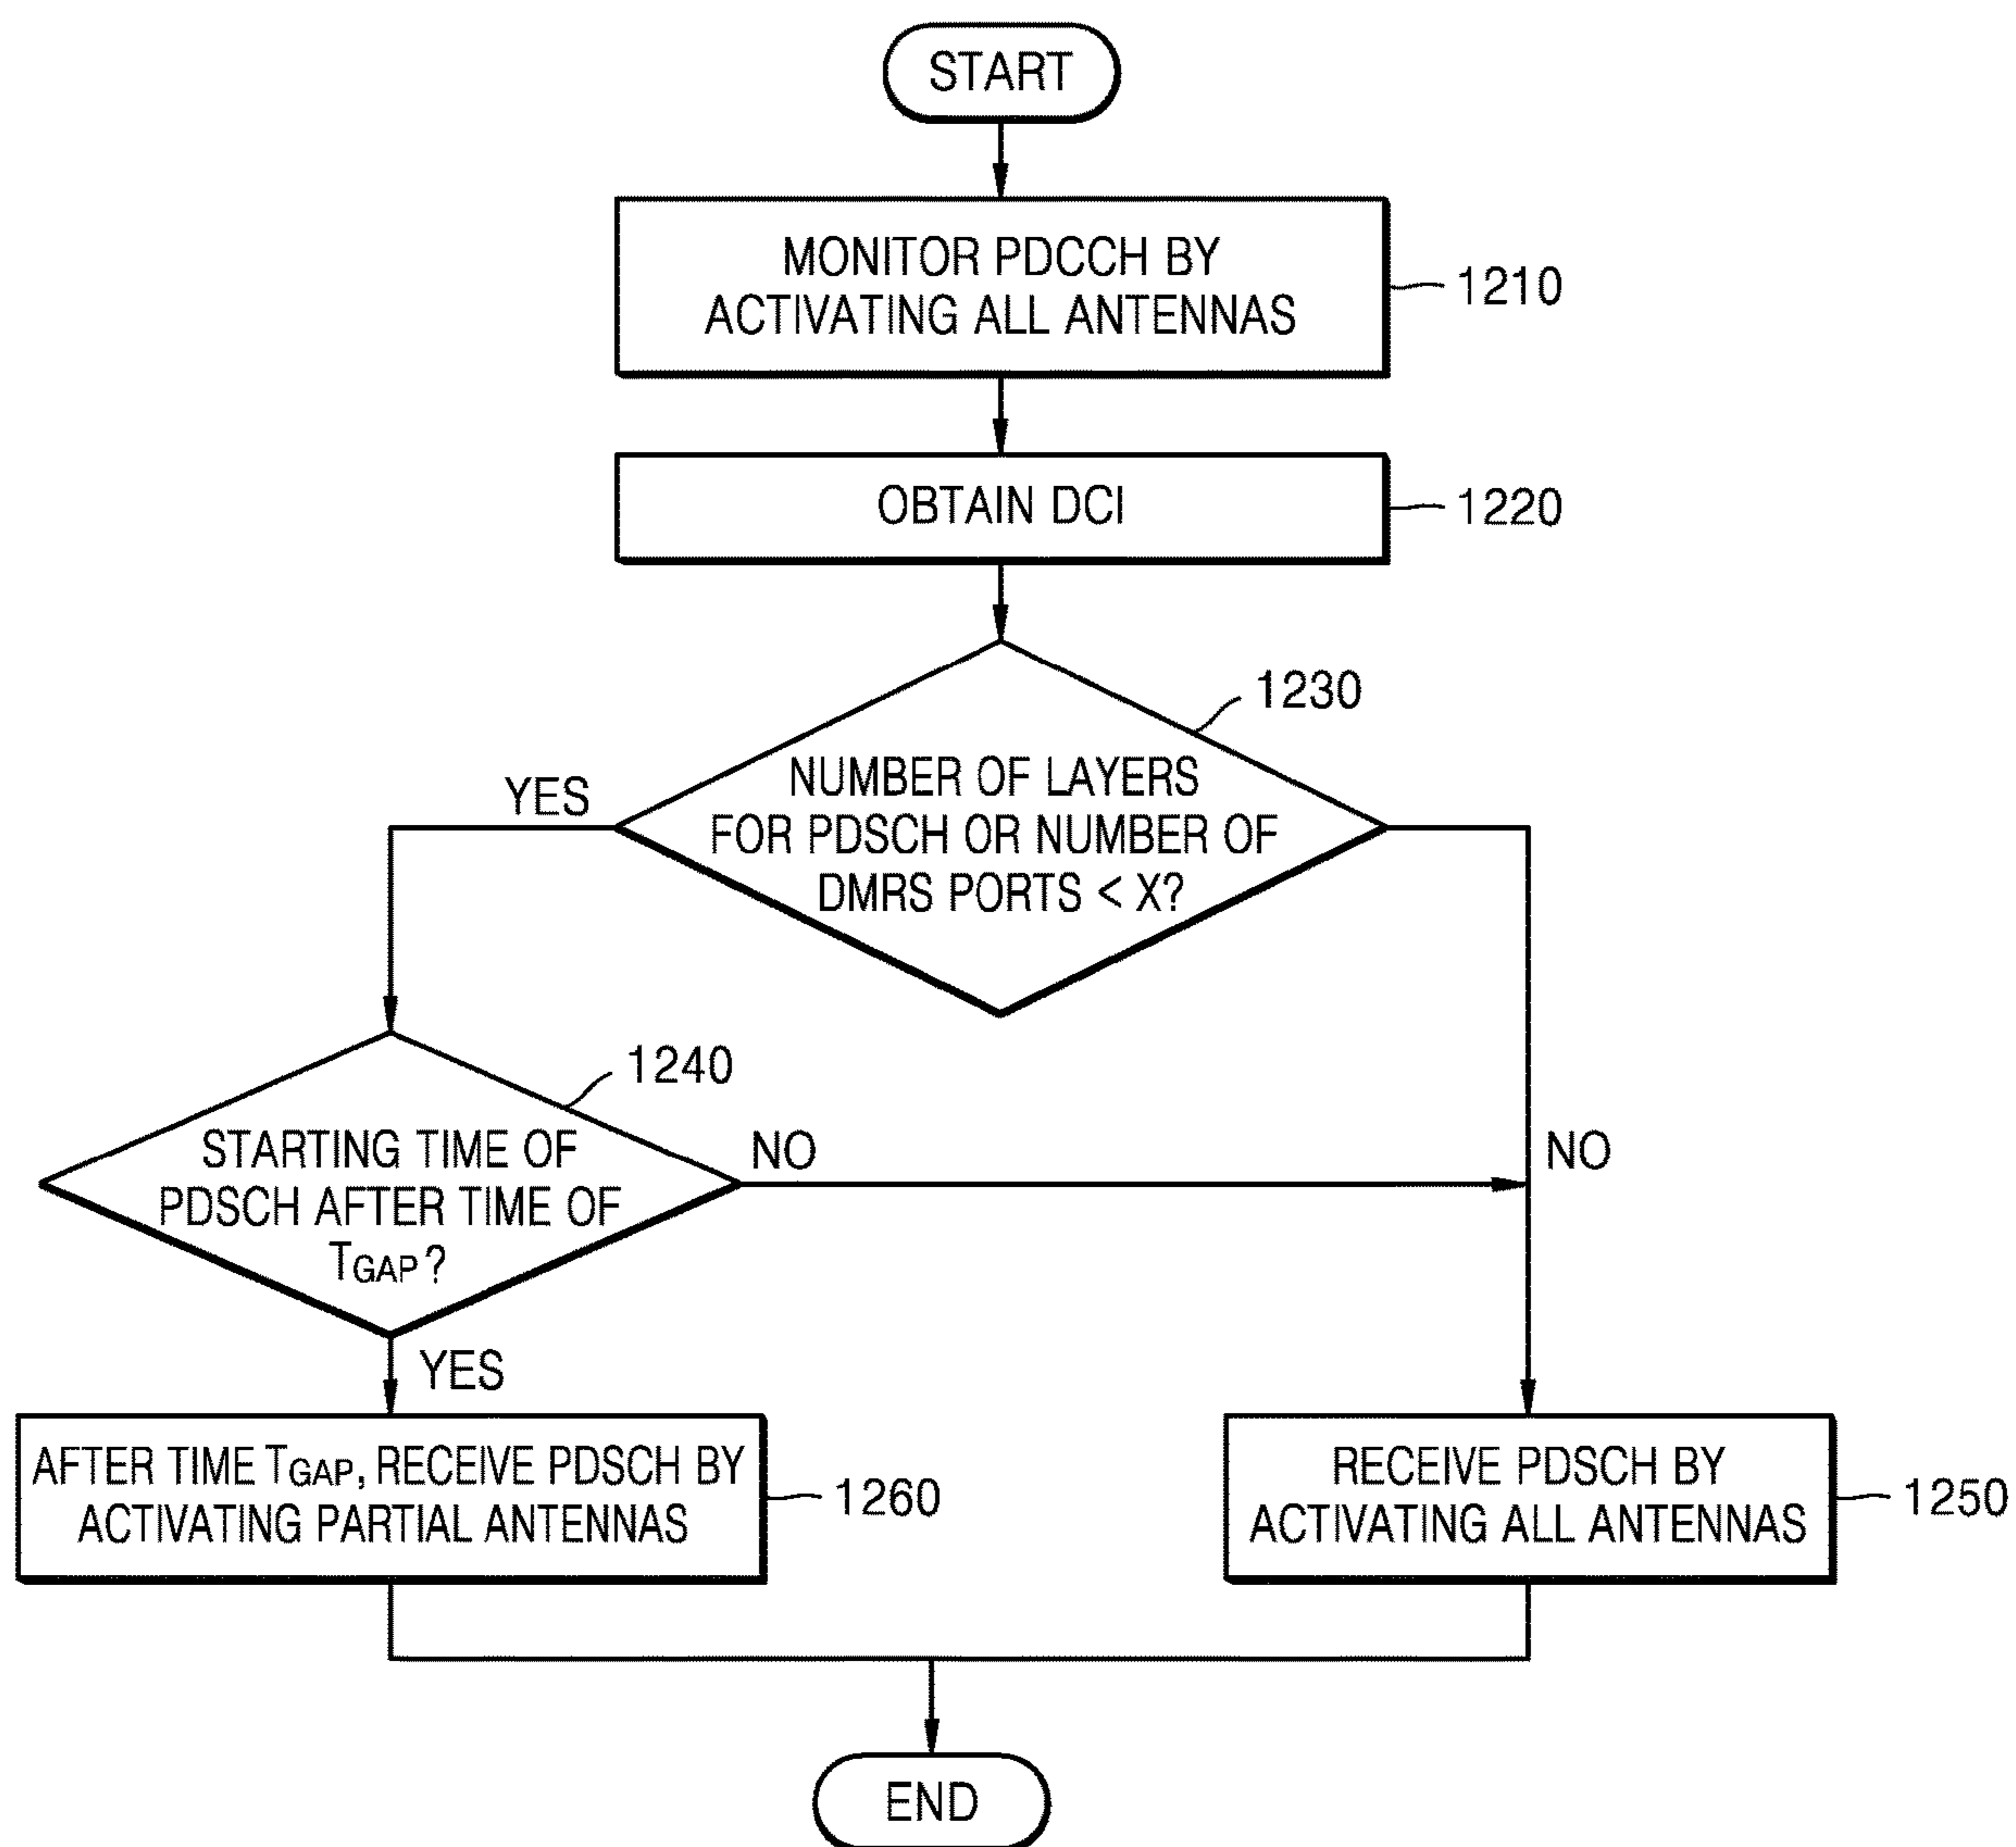 START
MONITOR PDCCH BY
ACTIVATING ALL ANTENNAS
1210
OBTAIN DCI
1220
1230
NUMBER OF LAYERS
FOR PDSCH OR NUMBER OF
DMRS PORTS < X?
YES
NO
1240
STARTING TIME OF
PDSCH AFTER TIME OF
TGAP?
NO
YES
AFTER TIME TGAP, RECEIVE PDSCH BY
ACTIVATING PARTIAL ANTENNAS
1260
RECEIVE PDSCH BY
ACTIVATING ALL ANTENNAS
1250
END